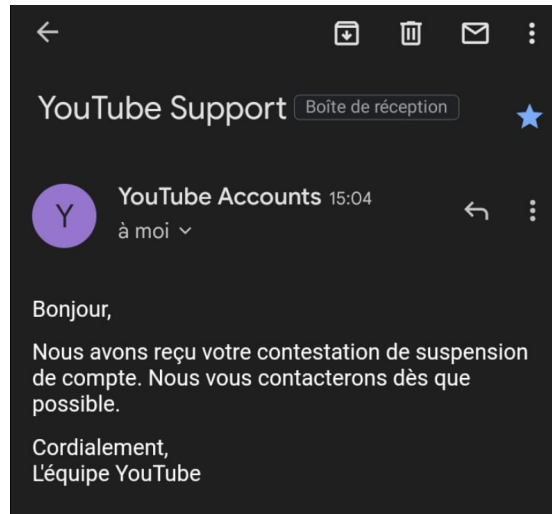 YouTube Support Boîte de réception
Y
YouTube Accounts 15:04
à moi
Bonjour,
Nous avons reçu votre contestation de suspension
de compte. Nous vous contacterons dès que
possible.
Cordialement,
L'équipe YouTube